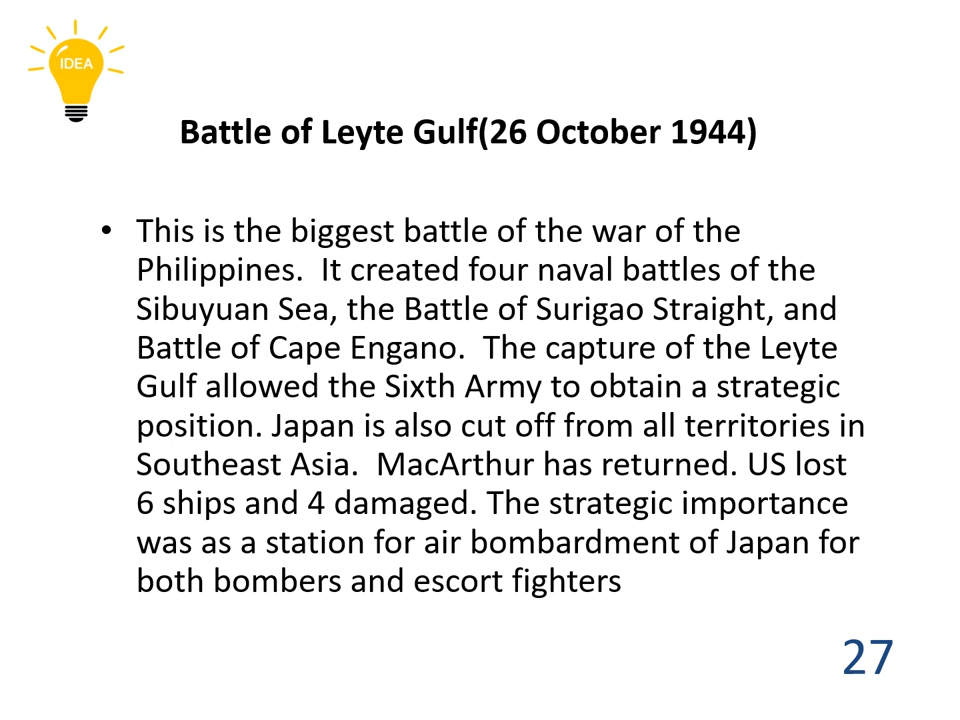 IDEA
Battle of Leyte Gulf(26 October 1944)
• This is the biggest battle of the war of the
Philippines.  It created four naval battles of the
Sibuyuan Sea, the Battle of Surigao Straight, and
Battle of Cape Engano.  The capture of the Leyte
Gulf allowed the Sixth Army to obtain a strategic
position. Japan is also cut off from all territories in
Southeast Asia.  MacArthur has returned. US lost
6 ships and 4 damaged. The strategic importance
was as a station for air bombardment of Japan for
both bombers and escort fighters
27